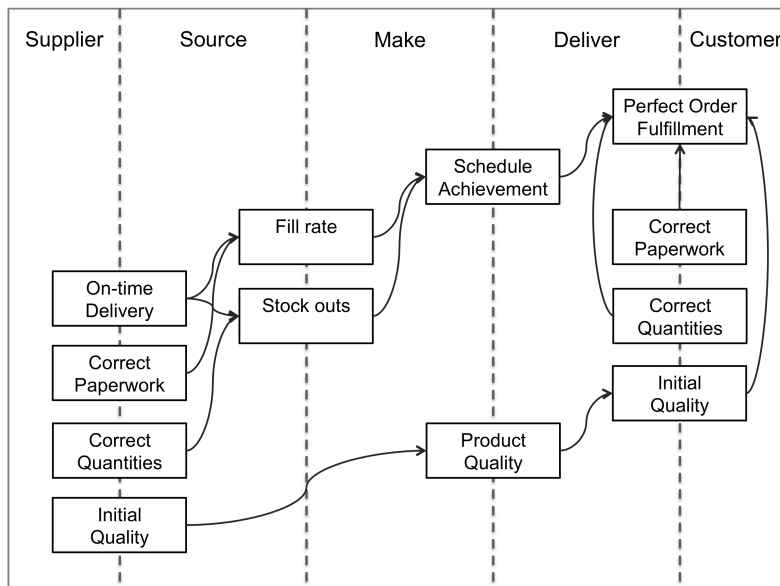 Supplier
Source
Make
Deliver
Customer
Perfect Order
Fulfillment
Schedule
Achievement
Fill rate
Correct
Paperwork
On-time
Delivery
Stock outs
Correct
Quantities
Correct
Paperwork
Initial
Quality
Correct
Quantities
Product
Quality
Initial
Quality